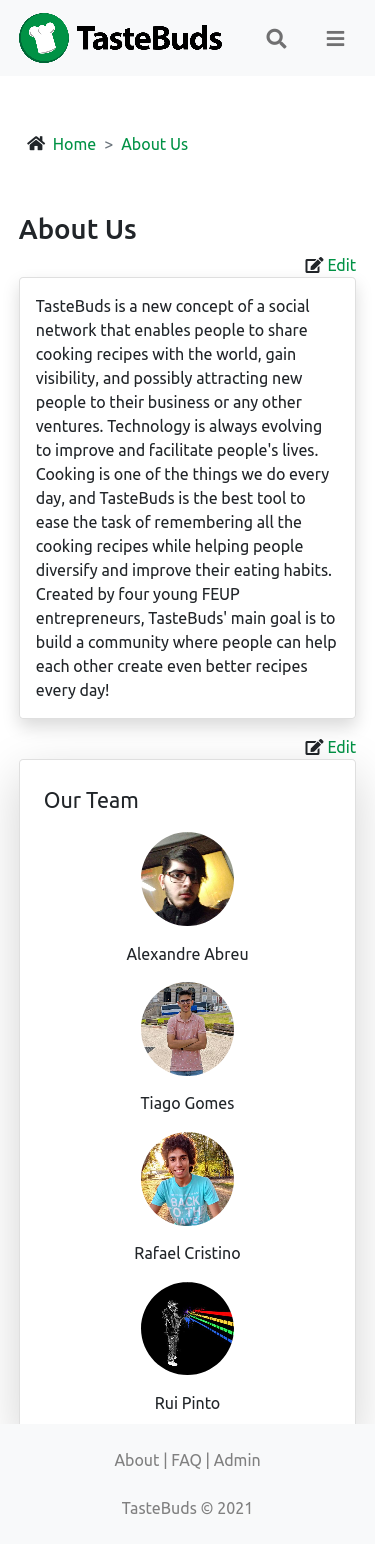 TasteBuds
Home > About Us
About Us
Edit
TasteBuds is a new concept of a social
network that enables people to share
cooking recipes with the world, gain
visibility, and possibly attracting new
people to their business or any other
ventures. Technology is always evolving
to improve and facilitate people's lives.
Cooking is one of the things we do every
day, and TasteBuds is the best tool to
ease the task of remembering all the
cooking recipes while helping people
diversify and improve their eating habits.
Created by four young FEUP
entrepreneurs, TasteBuds' main goal is to
build a community where people can help
each other create even better recipes
every day!
Edit
Our Team
Alexandre Abreu
Tiago Gomes
BACK
TO TH
Rafael Cristino
Rui Pinto
About | FAQ | Admin
TasteBuds © 2021